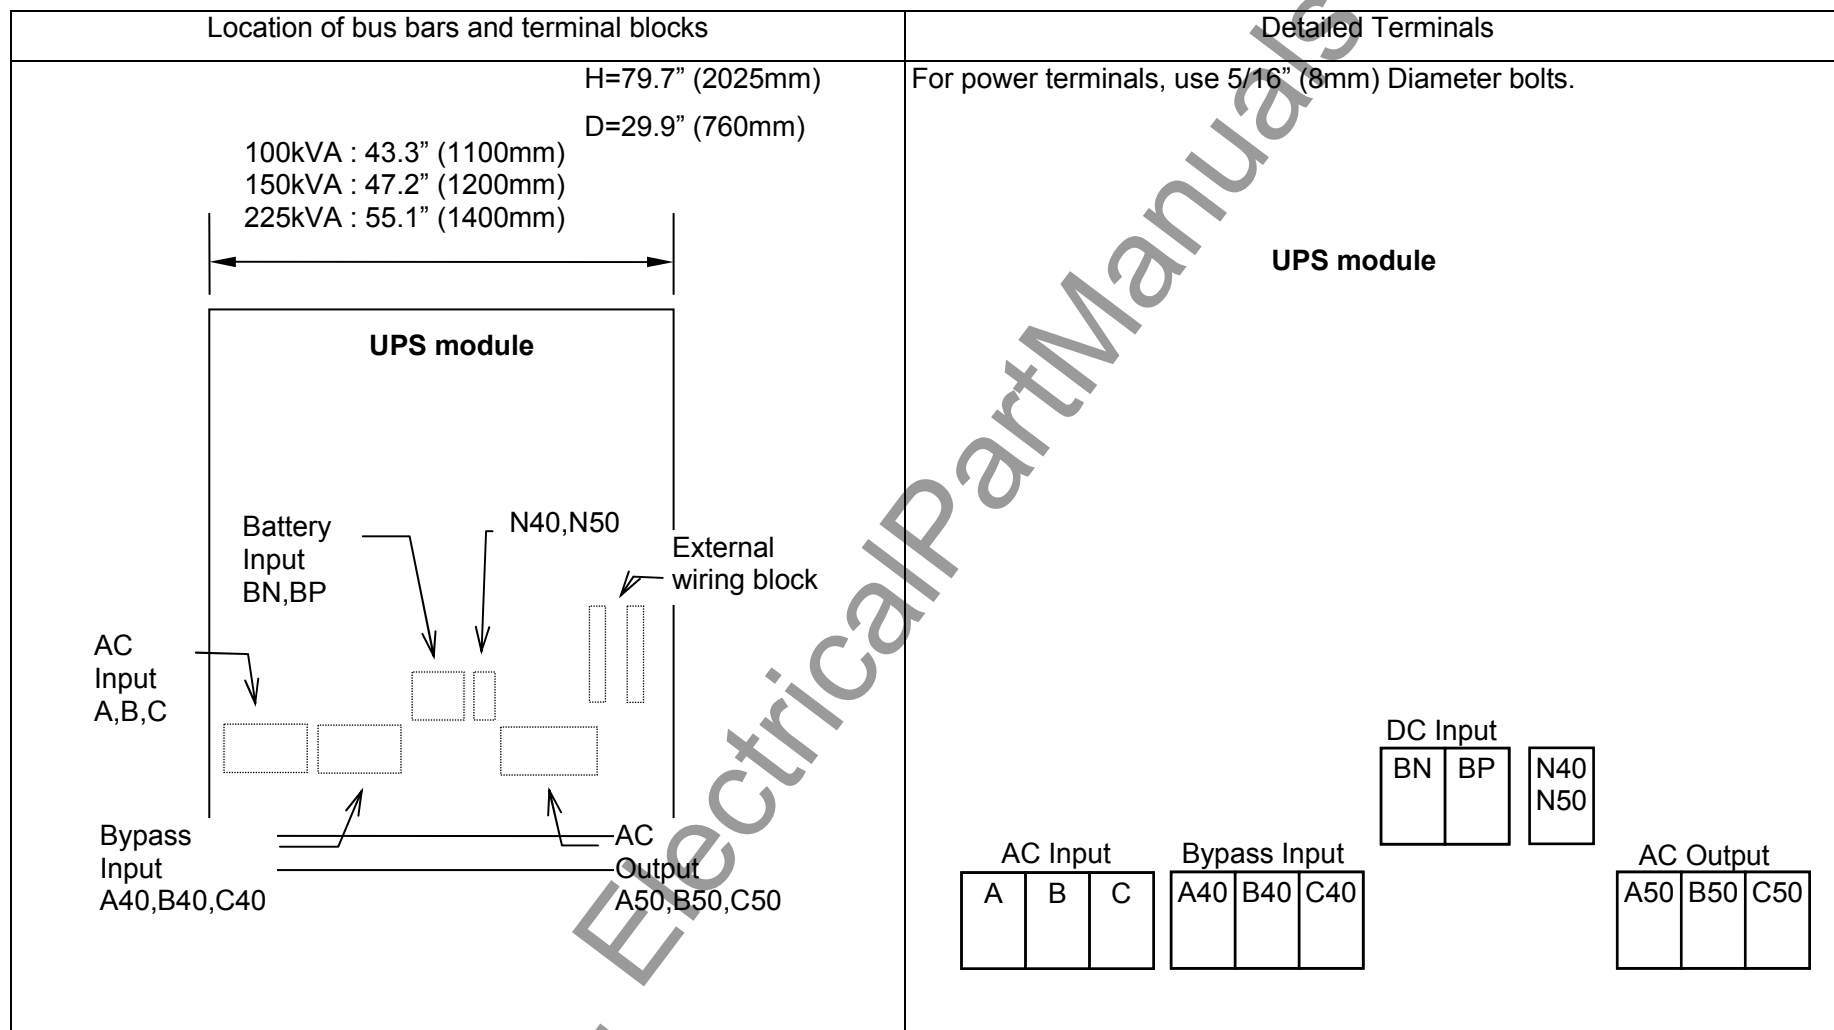 Location of bus bars and terminal blocks
Detailed Terminals
H=79.7” (2025mm)
D=29.9” (760mm)
100kVA : 43.3” (1100mm)
150kVA : 47.2” (1200mm)
225kVA : 55.1” (1400mm)
UPS module
Battery
Input
BN,BP
N40,N50
External
wiring block
AC
Input
A,B,C
Bypass
Input
A40,B40,C40
AC
Output
A50,B50,C50
For power terminals, use 5/16” (8mm) Diameter bolts.
UPS module
DC Input
BN BP
N40
N50
AC Input
A B C
Bypass Input
A40 B40 C40
AC Output
A50 B50 C50
ElectricalPartManuals